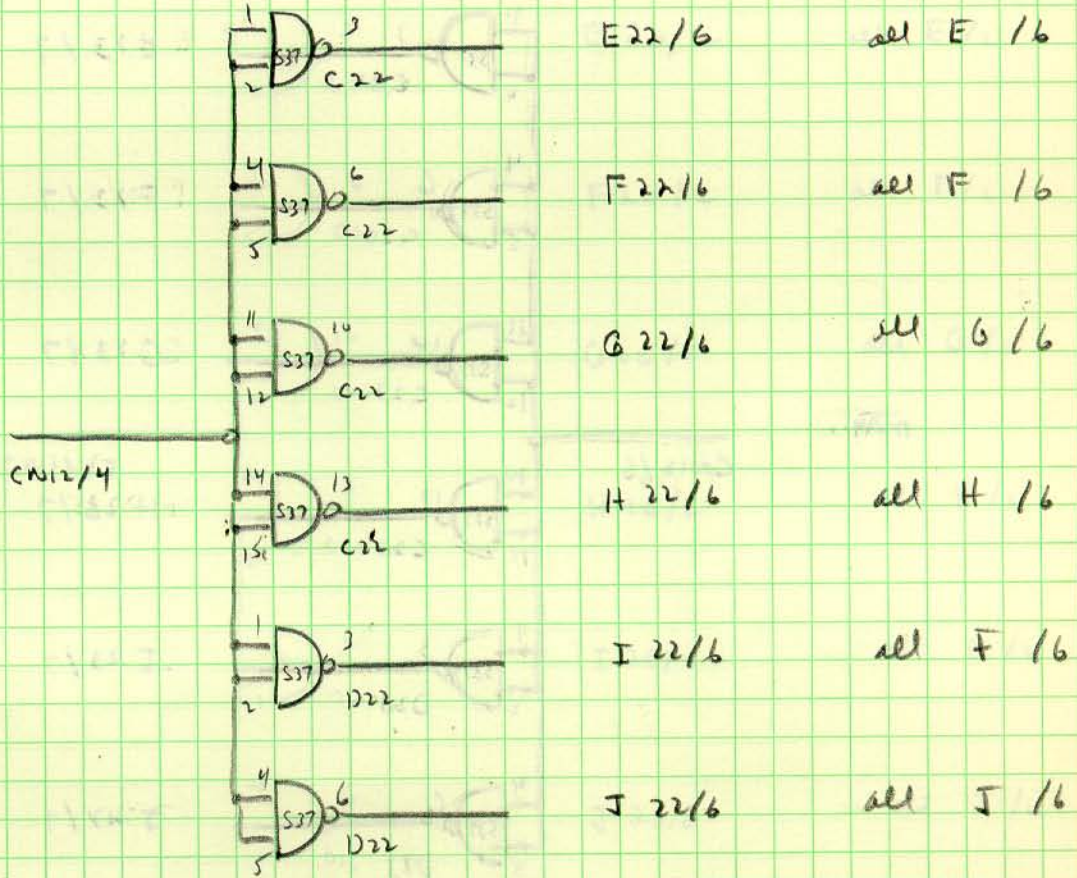 1 3
S37 E22/6 all E /6
2 C22
4 6
S37 F22/6 all F /6
5 C22
11 10
S37 G 22/6 all G /6
12 C22
CN12/4
14 13
S37 H 22/6 all H /6
15 C22
1 3
S37 I 22/6 all F /6
2 D22
4 6
S37 J 22/6 all J /6
5 D22